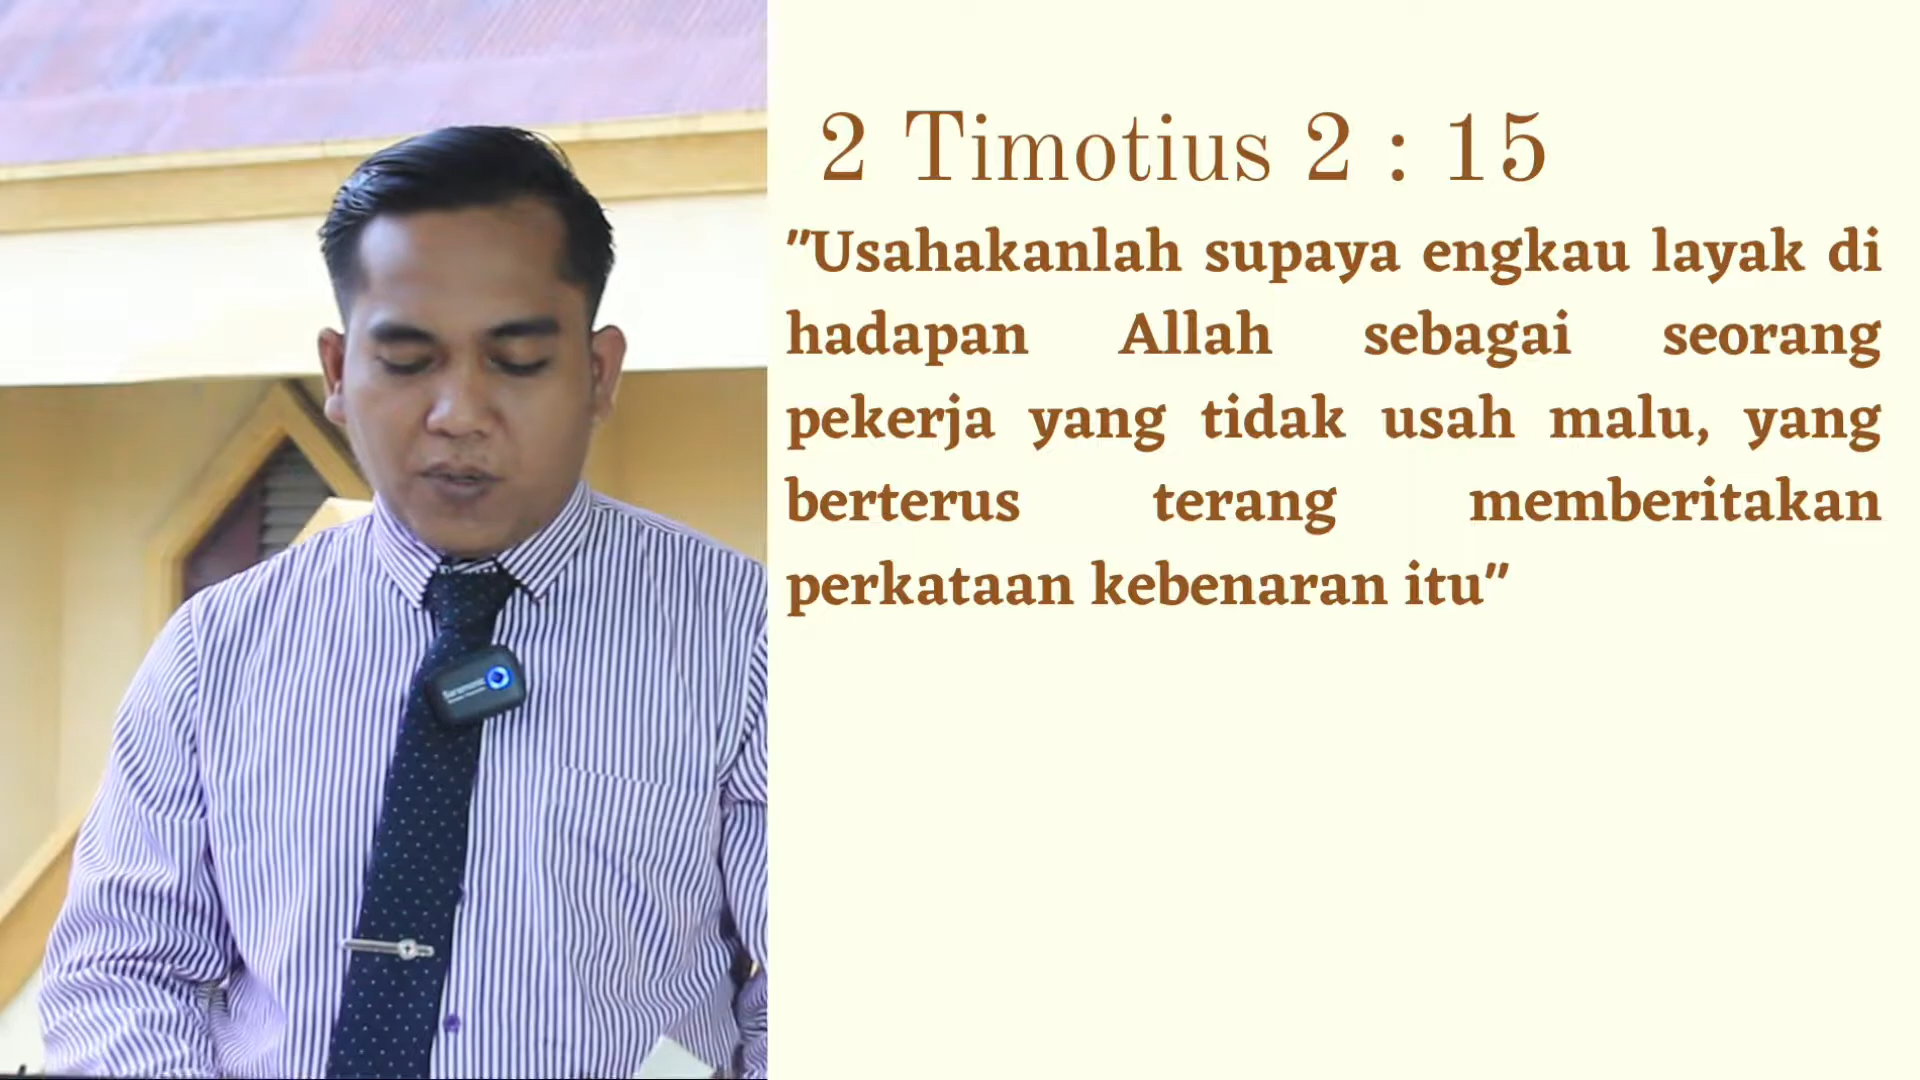 2 Timotius 2 : 15
"Usahakanlah supaya engkau layak di
hadapan Allah sebagai seorang
pekerja yang tidak usah malu, yang
berterus terang memberitakan
perkataan kebenaran itu"
Saramonic